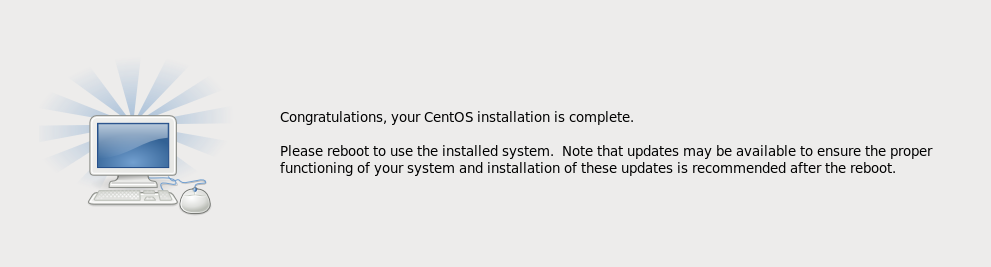 Congratulations, your CentOS installation is complete.
Please reboot to use the installed system.  Note that updates may be available to ensure the proper
functioning of your system and installation of these updates is recommended after the reboot.